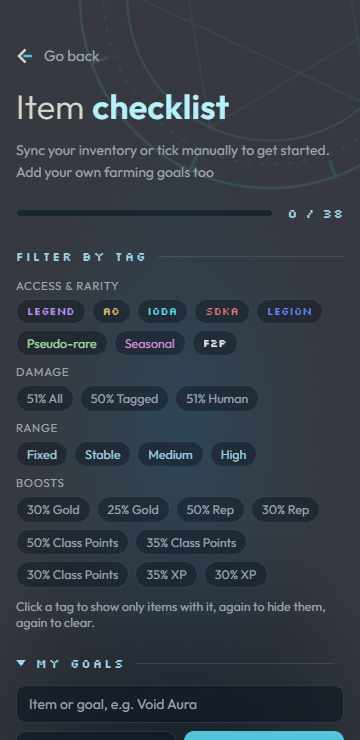 Go back
Item checklist
Sync your inventory or tick manually to get started.
Add your own farming goals too
0 / 38
FILTER BY TAG
ACCESS & RARITY
LEGEND AC IODA SDKA LEGION
Pseudo-rare Seasonal F2P
DAMAGE
51% All 50% Tagged 51% Human
RANGE
Fixed Stable Medium High
BOOSTS
30% Gold 25% Gold 50% Rep 30% Rep
50% Class Points 35% Class Points
30% Class Points 35% XP 30% XP
Click a tag to show only items with it, again to hide them,
again to clear.
MY GOALS
Item or goal, e.g. Void Aura